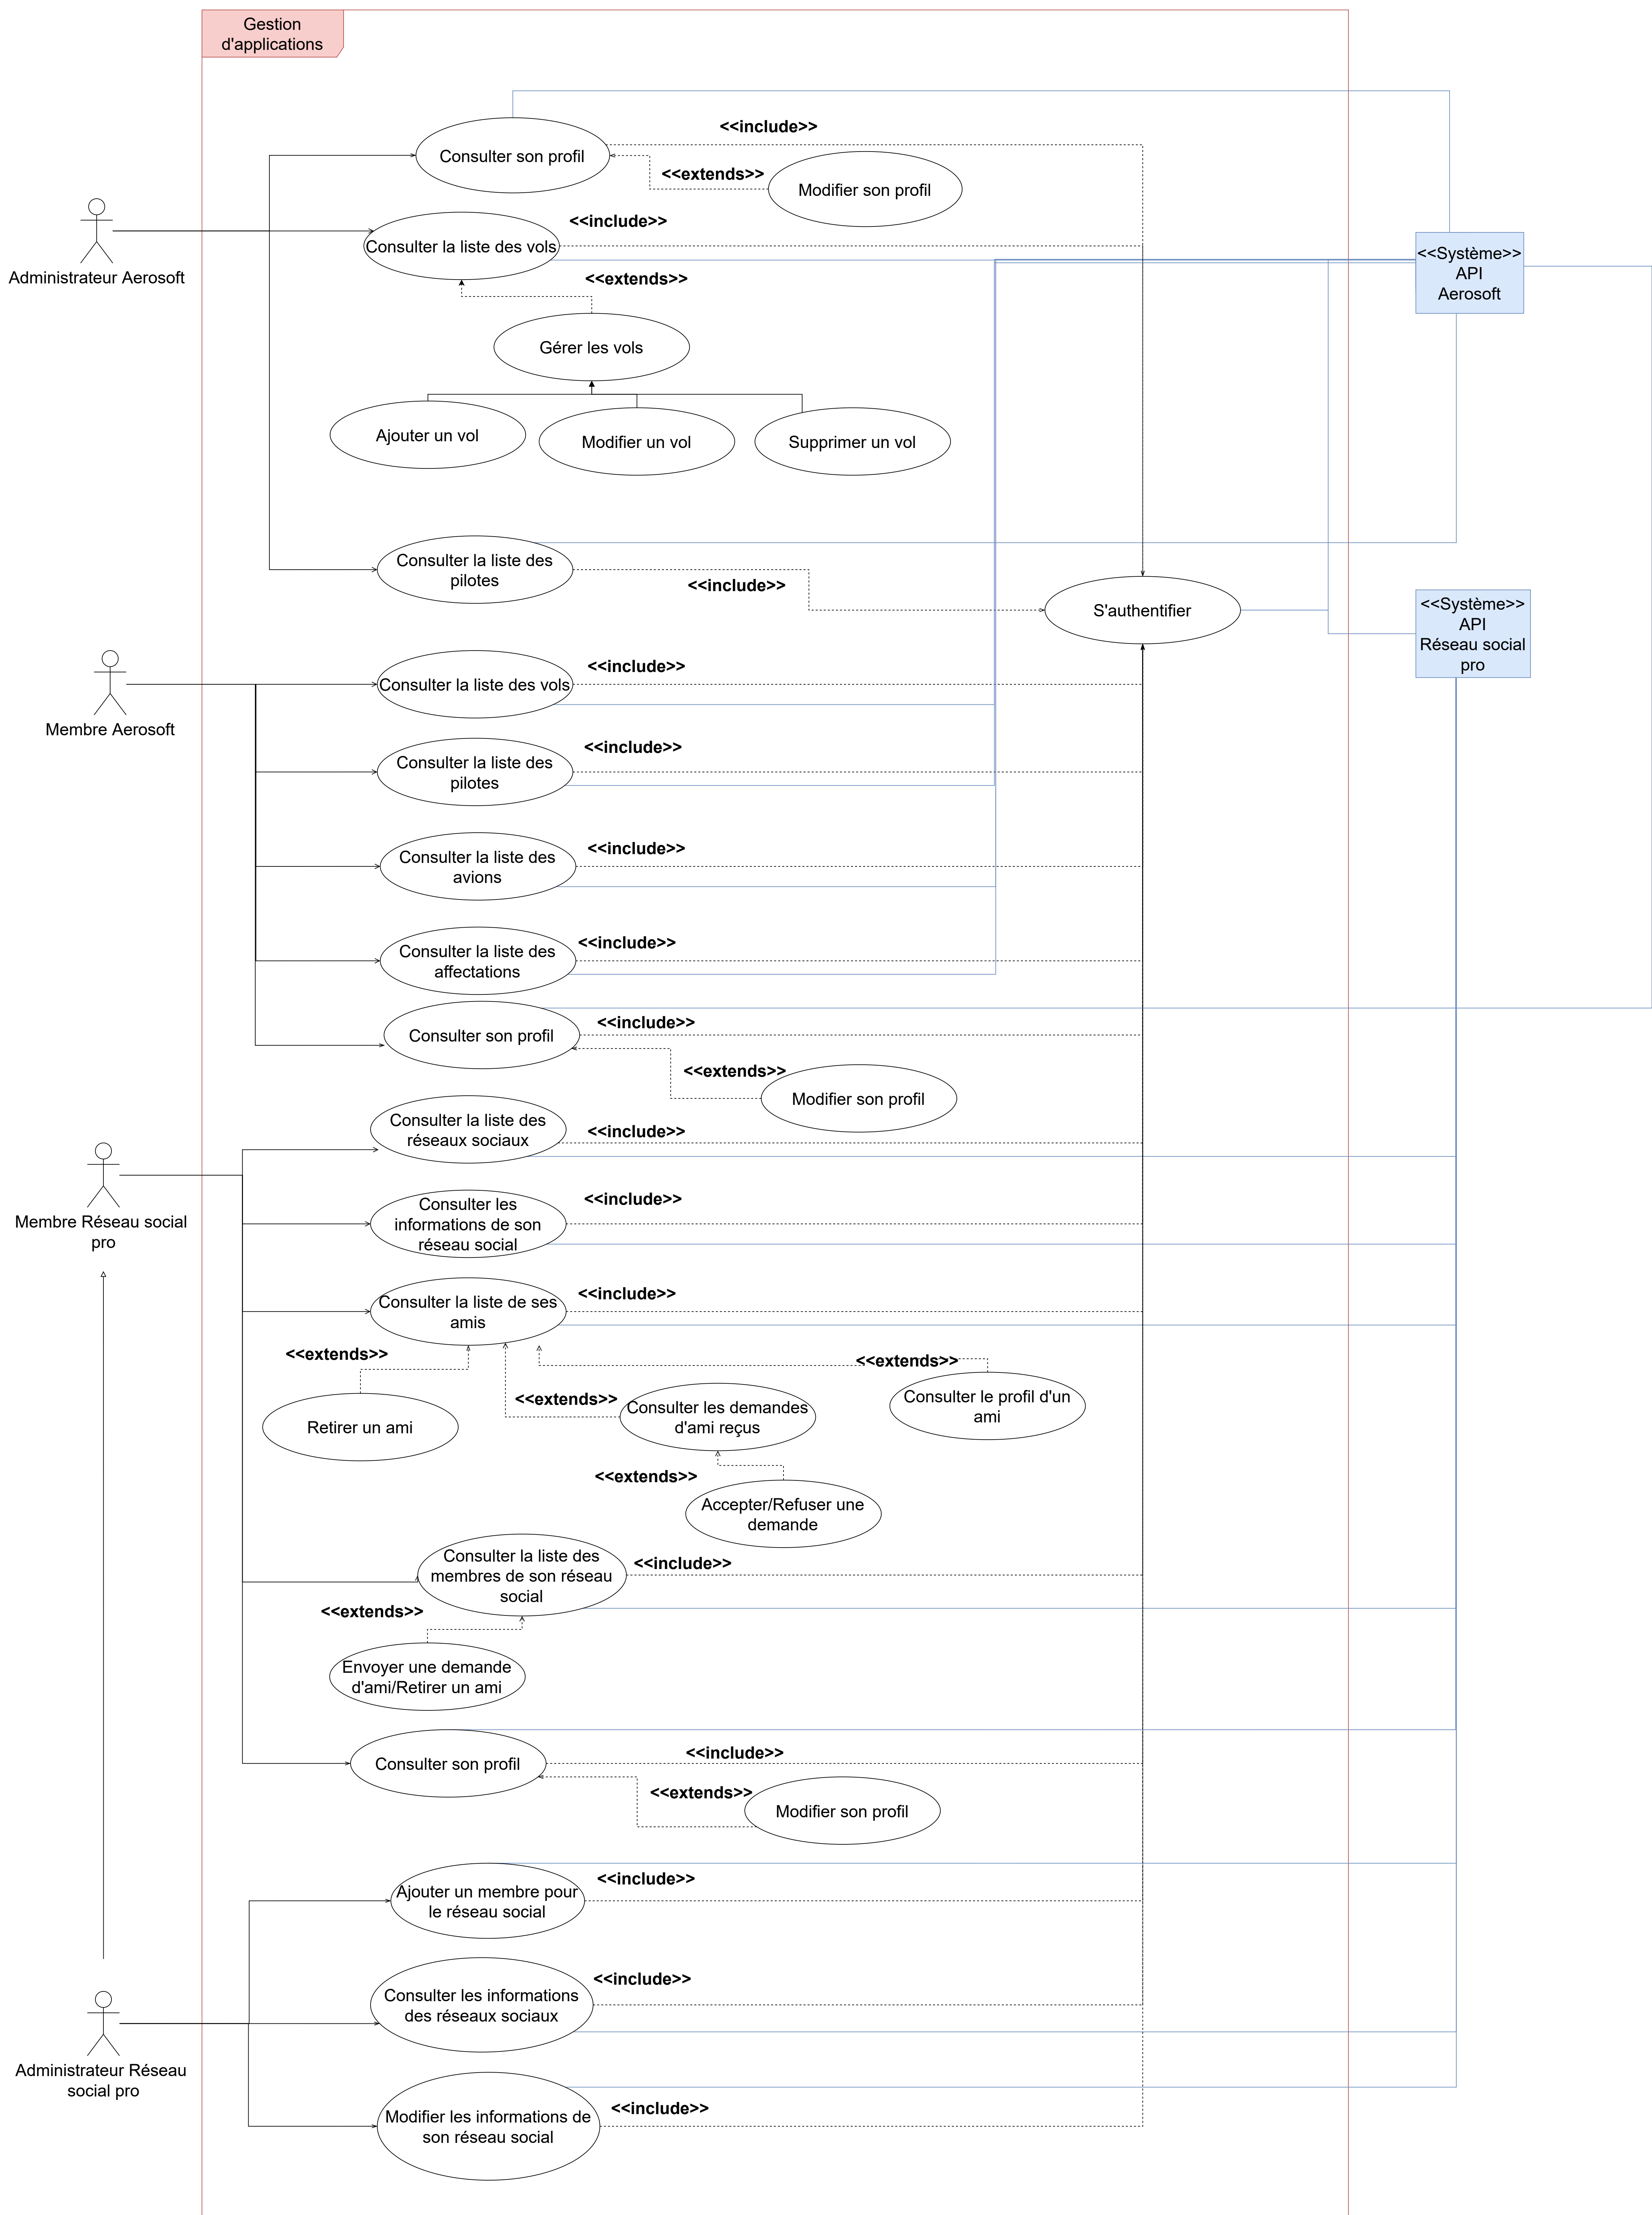 Gestion
d'applications
<<include>>
Consulter son profil
<<extends>>
Modifier son profil
<<include>>
Consulter la liste des vols
<<extends>>
Administrateur Aerosoft
<<Système>>
API
Aerosoft
Gérer les vols
Ajouter un vol
Modifier un vol
Supprimer un vol
Consulter la liste des
pilotes
<<include>>
S'authentifier
<<Système>>
API
Réseau social
pro
<<include>>
Consulter la liste des vols
Membre Aerosoft
<<include>>
Consulter la liste des
pilotes
<<include>>
Consulter la liste des
avions
<<include>>
Consulter la liste des
affectations
<<include>>
Consulter son profil
<<extends>>
Modifier son profil
Consulter la liste des
réseaux sociaux
<<include>>
Membre Réseau social
pro
<<include>>
Consulter les
informations de son
réseau social
<<include>>
Consulter la liste de ses
amis
<<extends>>
<<extends>>
<<extends>>
Retirer un ami
Consulter les demandes
d'ami reçus
Consulter le profil d'un
ami
<<extends>>
Accepter/Refuser une
demande
Consulter la liste des
membres de son réseau
social
<<include>>
<<extends>>
Envoyer une demande
d'ami/Retirer un ami
<<include>>
Consulter son profil
<<extends>>
Modifier son profil
<<include>>
Ajouter un membre pour
le réseau social
<<include>>
Consulter les informations
des réseaux sociaux
Administrateur Réseau
social pro
<<include>>
Modifier les informations de
son réseau social